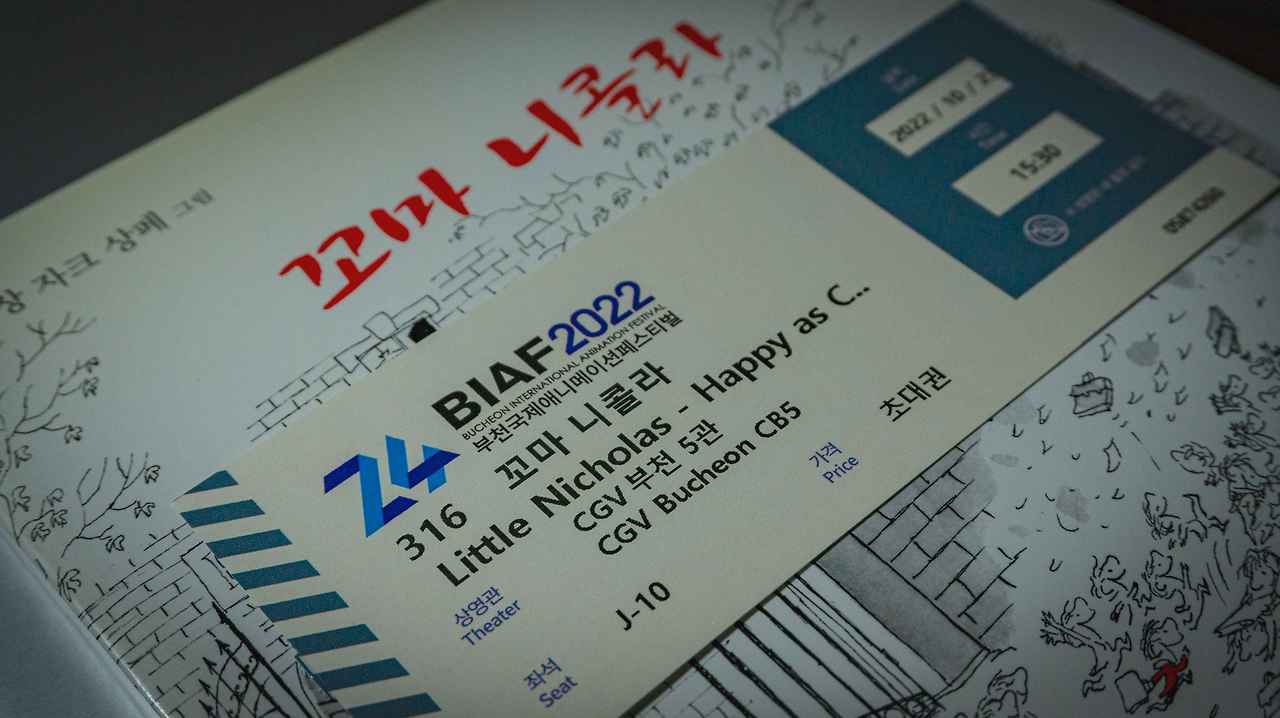 꼬마 니콜라
장 자크 상페 그림
2022 / 10 /
15:30
24
BIAF2022
BUCHEON INTERNATIONAL ANIMATION FESTIVAL
부천국제애니메이션페스티벌
316 꼬마 니콜라
Little Nicholas - Happy as C..
상영관 CGV 부천 5관
Theater CGV Bucheon CB5
좌석 J-10
Seat
가격 초대권
Price